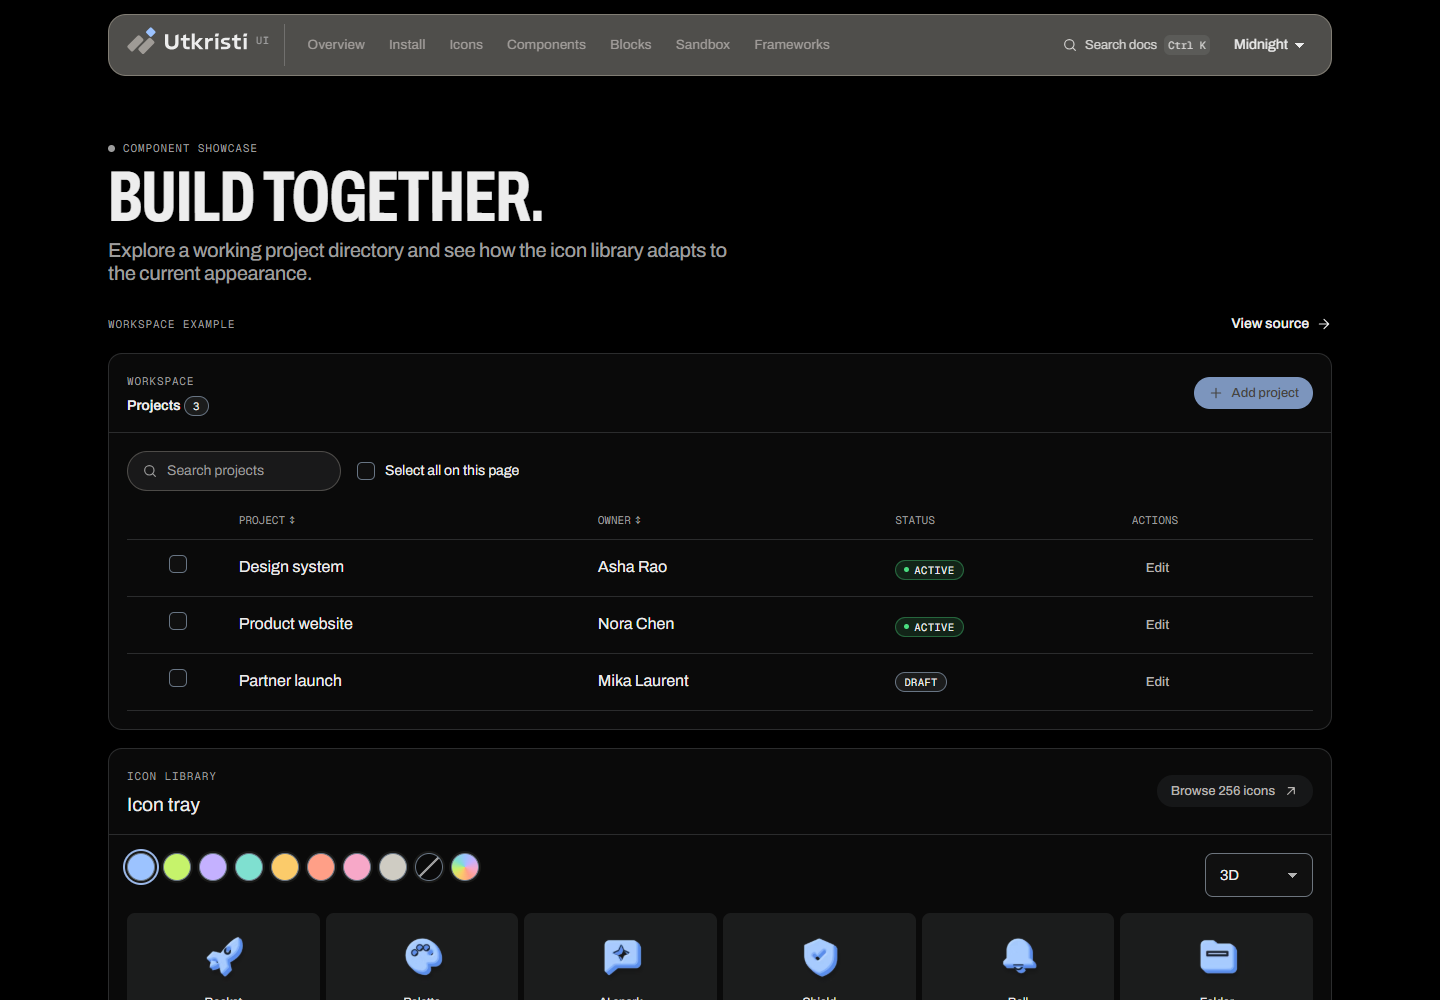 Utkristi UI
Overview
Install
Icons
Components
Blocks
Sandbox
Frameworks
Search docs
Ctrl K
Midnight
COMPONENT SHOWCASE
BUILD TOGETHER.
Explore a working project directory and see how the icon library adapts to
the current appearance.
WORKSPACE EXAMPLE
View source
WORKSPACE
Projects 3
Add project
Search projects
Select all on this page
PROJECT
OWNER
STATUS
ACTIONS
Design system
Asha Rao
ACTIVE
Edit
Product website
Nora Chen
ACTIVE
Edit
Partner launch
Mika Laurent
DRAFT
Edit
ICON LIBRARY
Icon tray
Browse 256 icons
3D